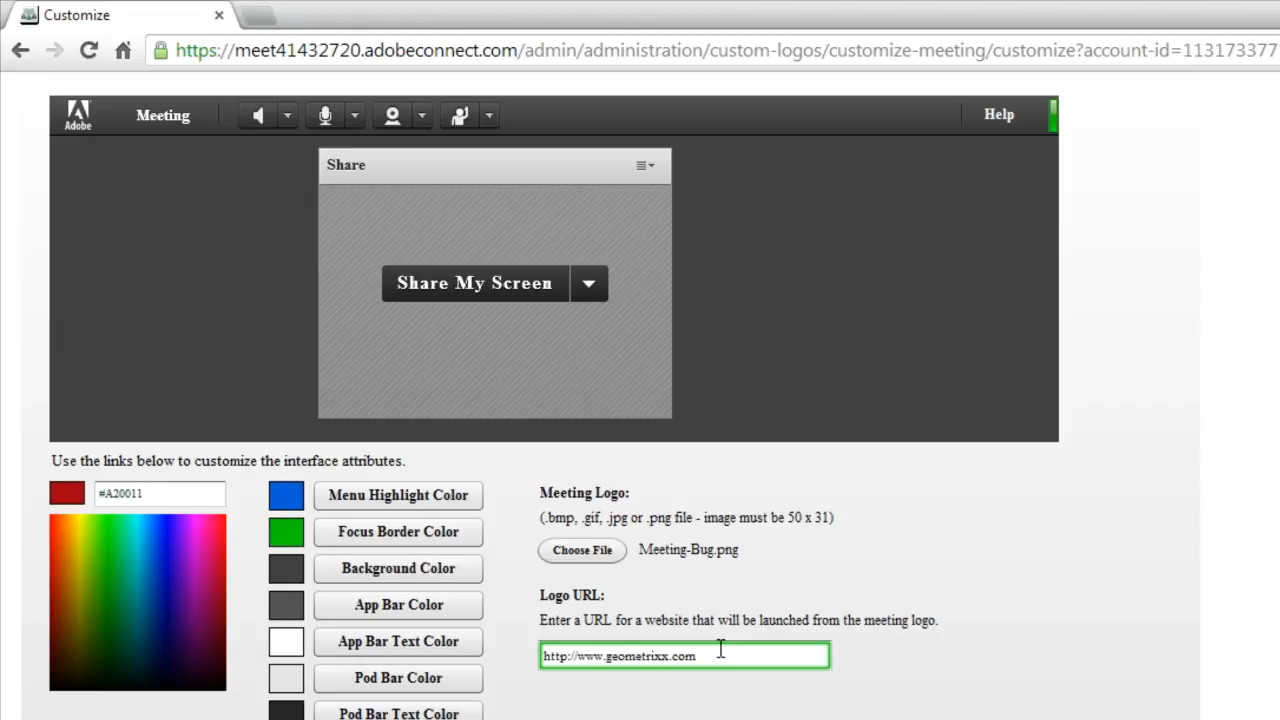 Customize
https://meet41432720.adobeconnect.com/admin/administration/custom-logos/customize-meeting/customize?account-id=113173377
Adobe Meeting Help
Share
Share My Screen
Use the links below to customize the interface attributes.
#A20011
Menu Highlight Color
Focus Border Color
Background Color
App Bar Color
App Bar Text Color
Pod Bar Color
Pod Bar Text Color
Meeting Logo:
(.bmp, .gif, .jpg or .png file - image must be 50 x 31)
Choose File Meeting-Bug.png
Logo URL:
Enter a URL for a website that will be launched from the meeting logo.
http://www.geometrixx.com